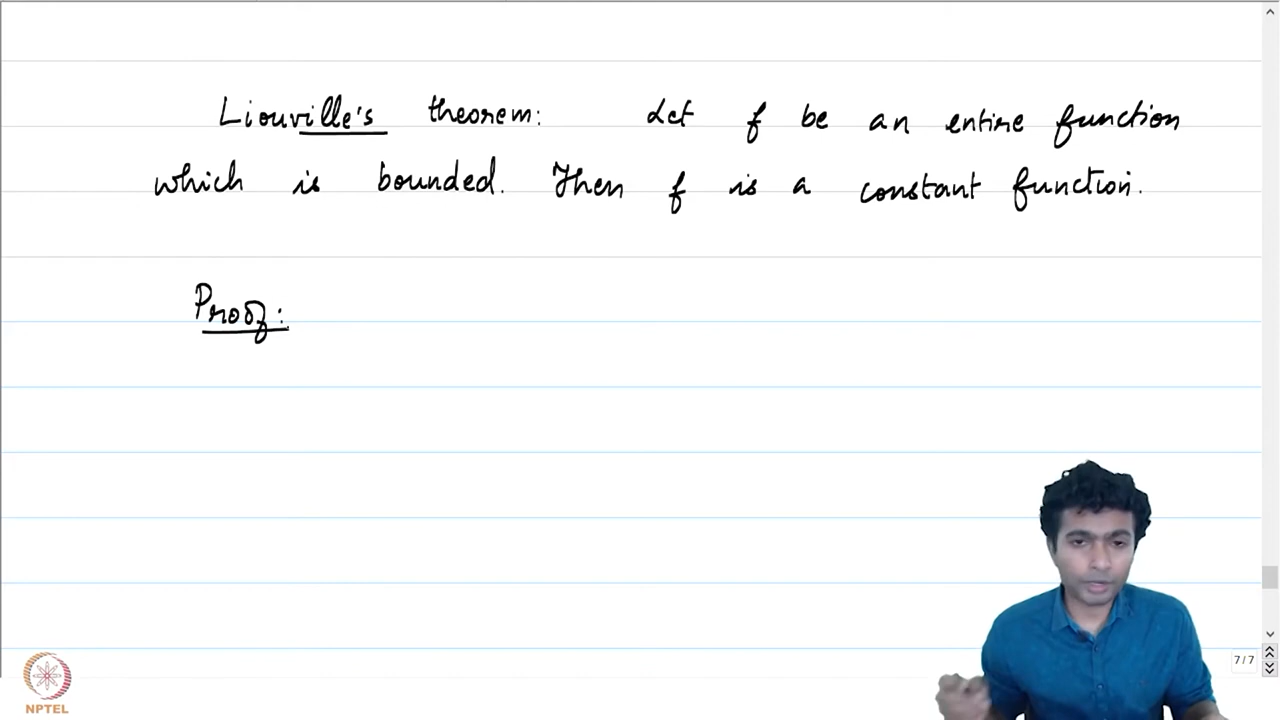 Liouville's theorem: Let f be an entire function
which is bounded. Then f is a constant function.
Proof:
7/7
NPTEL